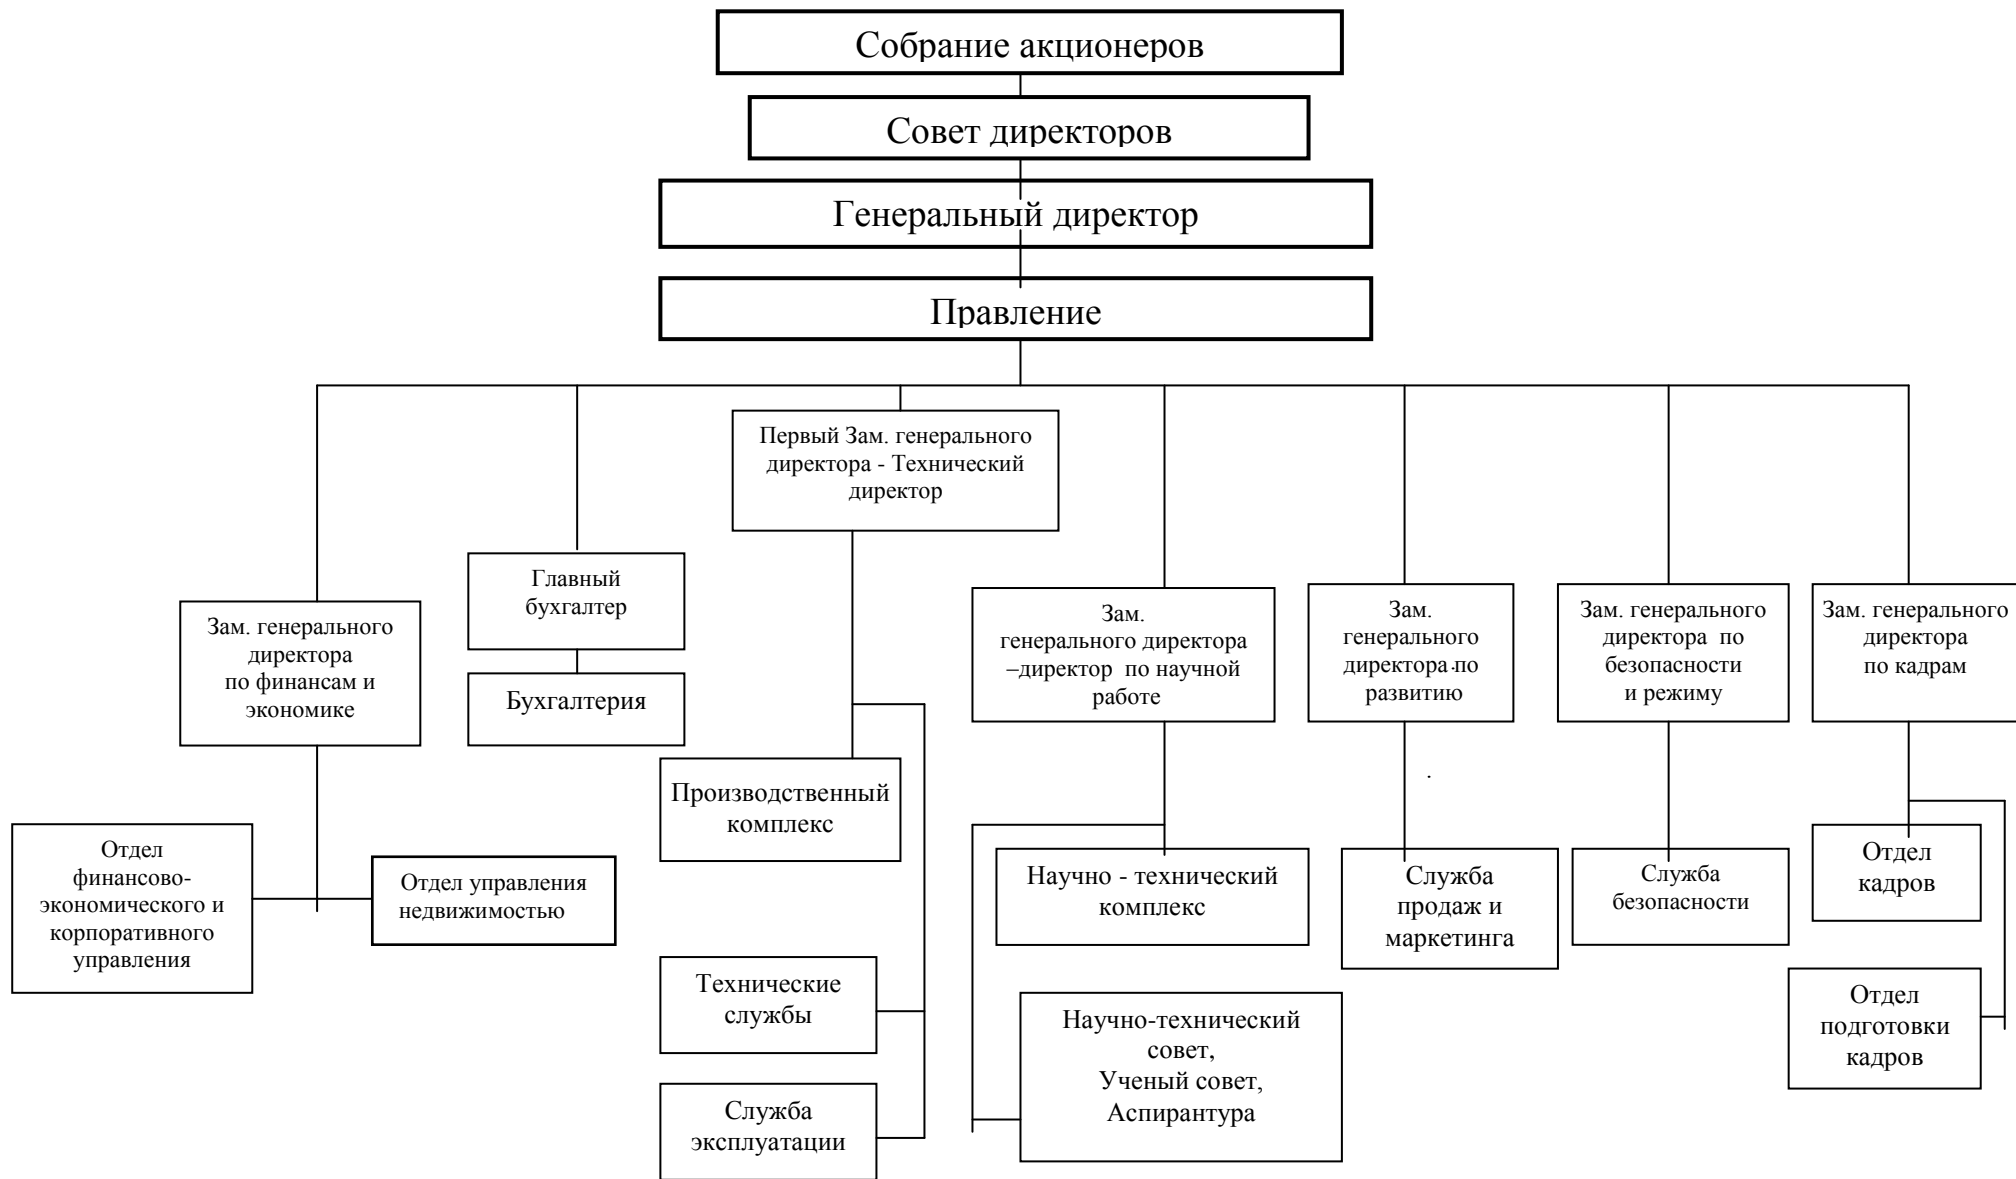 Собрание акционеров
Совет директоров
Генеральный директор
Правление
Первый Зам. генерального
директора - Технический
директор
Главный
бухгалтер
Бухгалтерия
Зам. генерального
директора
по финансам и
экономике
Зам.
генерального директора
–директор по научной
работе
Зам.
генерального
директора по
развитию
Зам. генерального
директора по
безопасности
и режиму
Зам. генерального
директора
по кадрам
Производственный
комплекс
Отдел
финансово-
экономического и
корпоративного
управления
Отдел управления
недвижимостью
Научно - технический
комплекс
Служба
продаж и
маркетинга
Служба
безопасности
Отдел
кадров
Технические
службы
Научно-технический
совет,
Ученый совет,
Аспирантура
Отдел
подготовки
кадров
Служба
эксплуатации